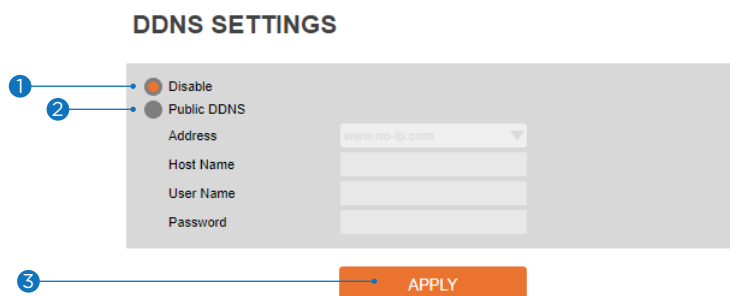 DDNS SETTINGS
1 Disable
2 Public DDNS
Address www.no-ip.com
Host Name
User Name
Password
3 APPLY